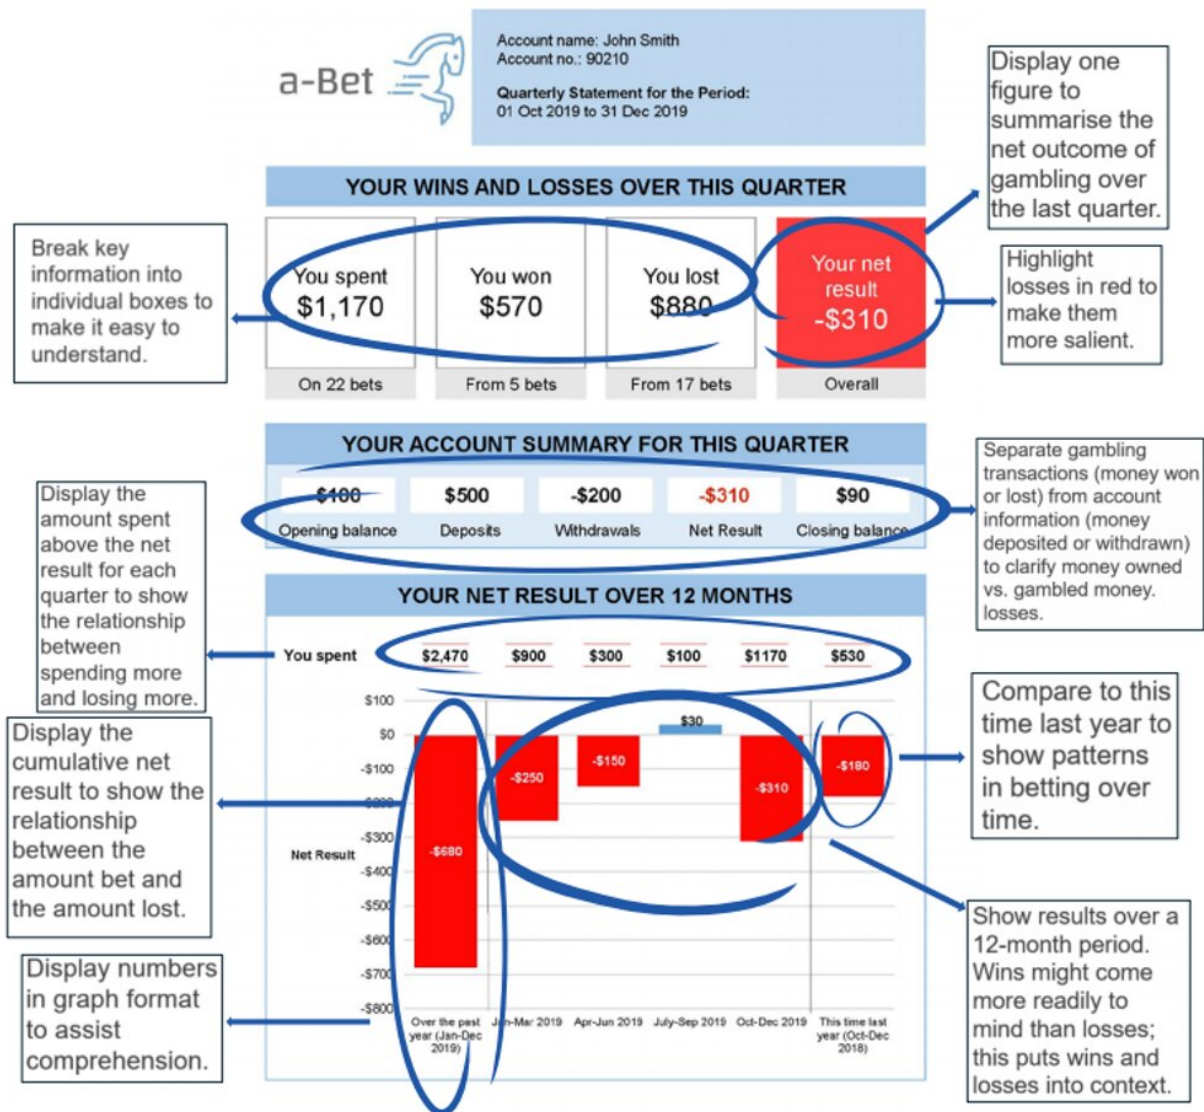 a-Bet
Account name: John Smith
Account no.: 90210
Quarterly Statement for the Period:
01 Oct 2019 to 31 Dec 2019
Display one
figure to
summarise the
net outcome of
gambling over
the last quarter.
YOUR WINS AND LOSSES OVER THIS QUARTER
Break key
information into
individual boxes to
make it easy to
understand.
You spent
$1,170
On 22 bets
You won
$570
From 5 bets
You lost
$880
From 17 bets
Your net
result
-$310
Overall
Highlight
losses in red to
make them
more salient.
YOUR ACCOUNT SUMMARY FOR THIS QUARTER
$100 $500 -$200 -$310 $90
Opening balance Deposits Withdrawals Net Result Closing balance
Separate gambling
transactions (money won
or lost) from account
information (money
deposited or withdrawn)
to clarify money owned
vs. gambled money.
losses.
Display the
amount spent
above the net
result for each
quarter to show
the relationship
between
spending more
and losing more.
YOUR NET RESULT OVER 12 MONTHS
You spent $2,470 $900 $300 $100 $1170 $530
Display the
cumulative net
result to show the
relationship
between the
amount bet and
the amount lost.
Display numbers
in graph format
to assist
comprehension.
Net Result
$100
$0
-$100
-$200
-$300
-$400
-$500
-$600
-$700
-$800
-$680
-$250
-$150
$30
-$310
-$180
Over the past
year (Jan-Dec
2019)
Jan-Mar 2019
Apr-Jun 2019
July-Sep 2019
Oct-Dec 2019
This time last
year (Oct-Dec
2018)
Compare to this
time last year to
show patterns
in betting over
time.
Show results over a
12-month period.
Wins might come
more readily to
mind than losses;
this puts wins and
losses into context.